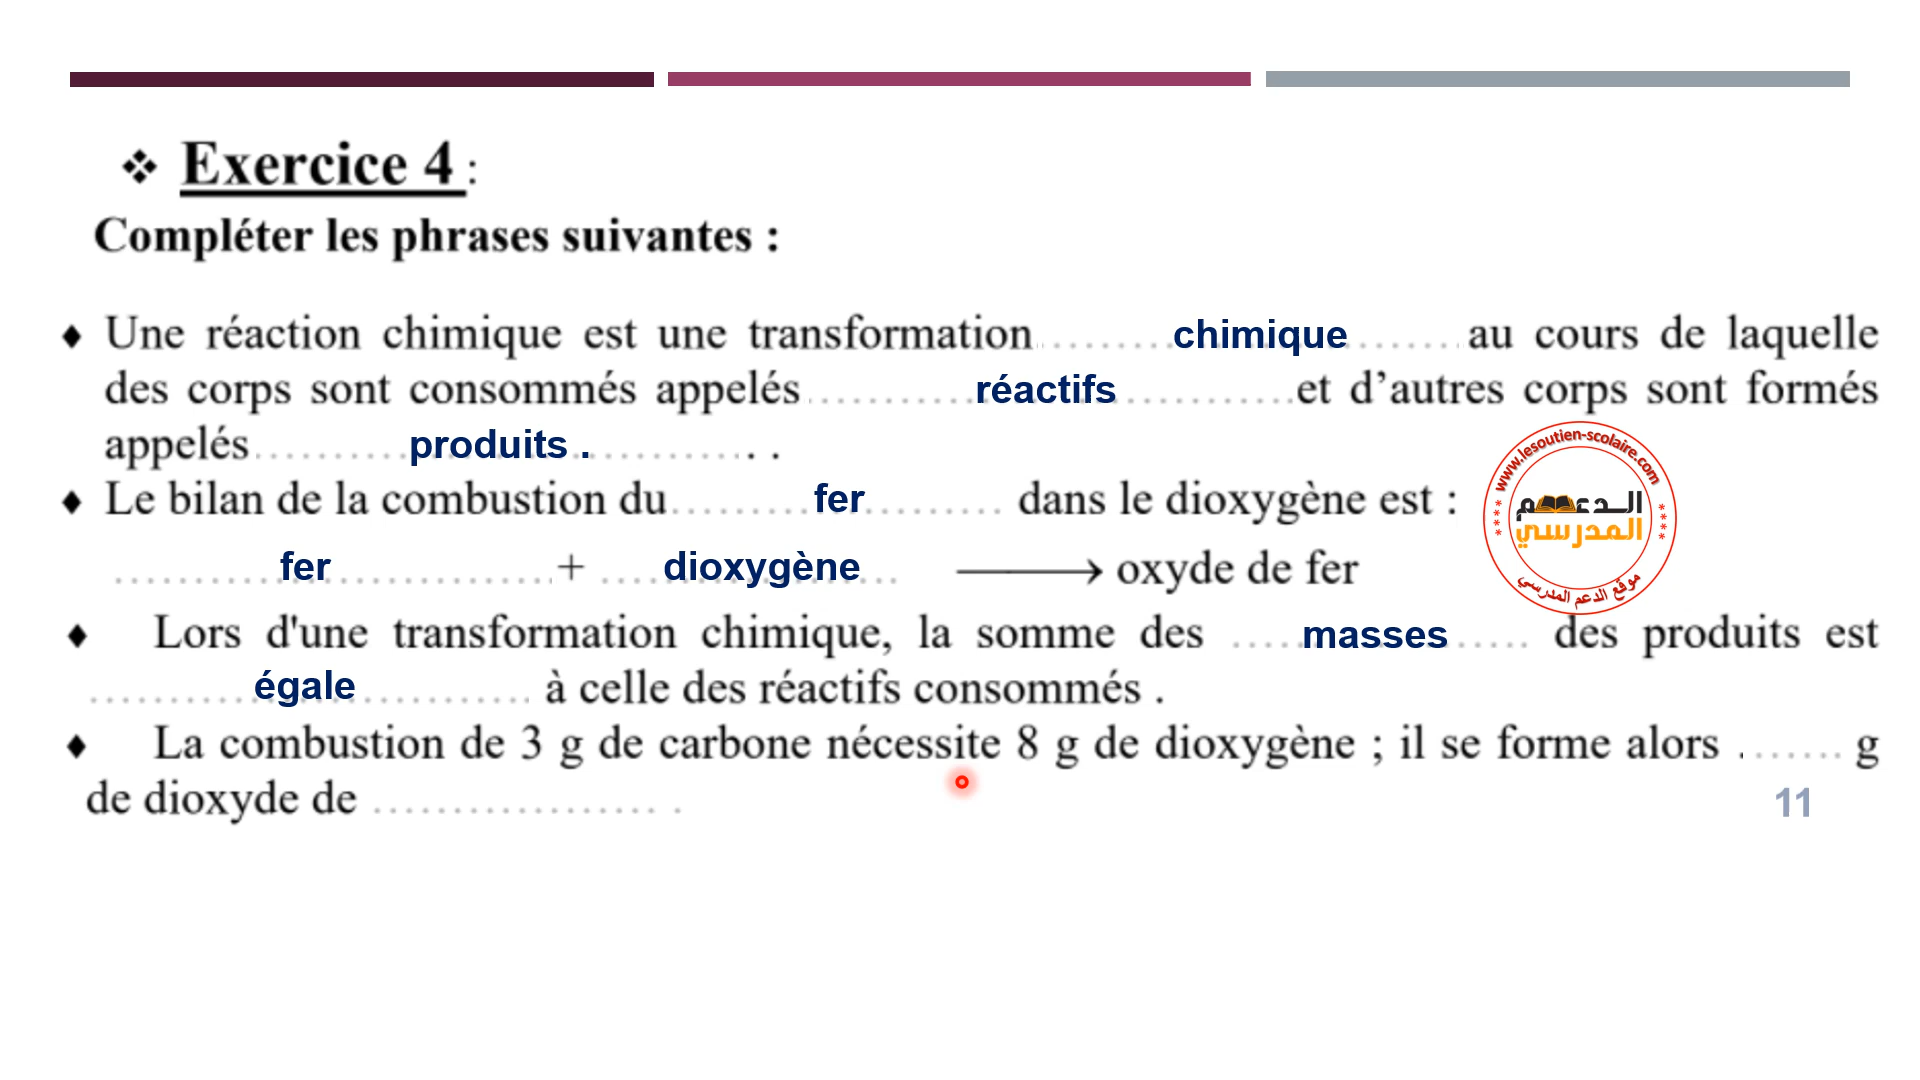 ❖ Exercice 4 :
Compléter les phrases suivantes :
♦ Une réaction chimique est une transformation..........chimique..........au cours de laquelle
des corps sont consommés appelés..........réactifs..........et d’autres corps sont formés
appelés..........produits ........... . .
♦ Le bilan de la combustion du..........fer.......... dans le dioxygène est :
..........fer..........+ ....dioxygène.... ⟶ oxyde de fer
♦ Lors d'une transformation chimique, la somme des ....masses.... des produits est
..........égale.......... à celle des réactifs consommés .
♦ La combustion de 3 g de carbone nécessite 8 g de dioxygène ; il se forme alors ....... g
de dioxyde de .................. .
11
www.lesoutien-scolaire.com
الدعم
المدرسي
موقع الدعم المدرسي